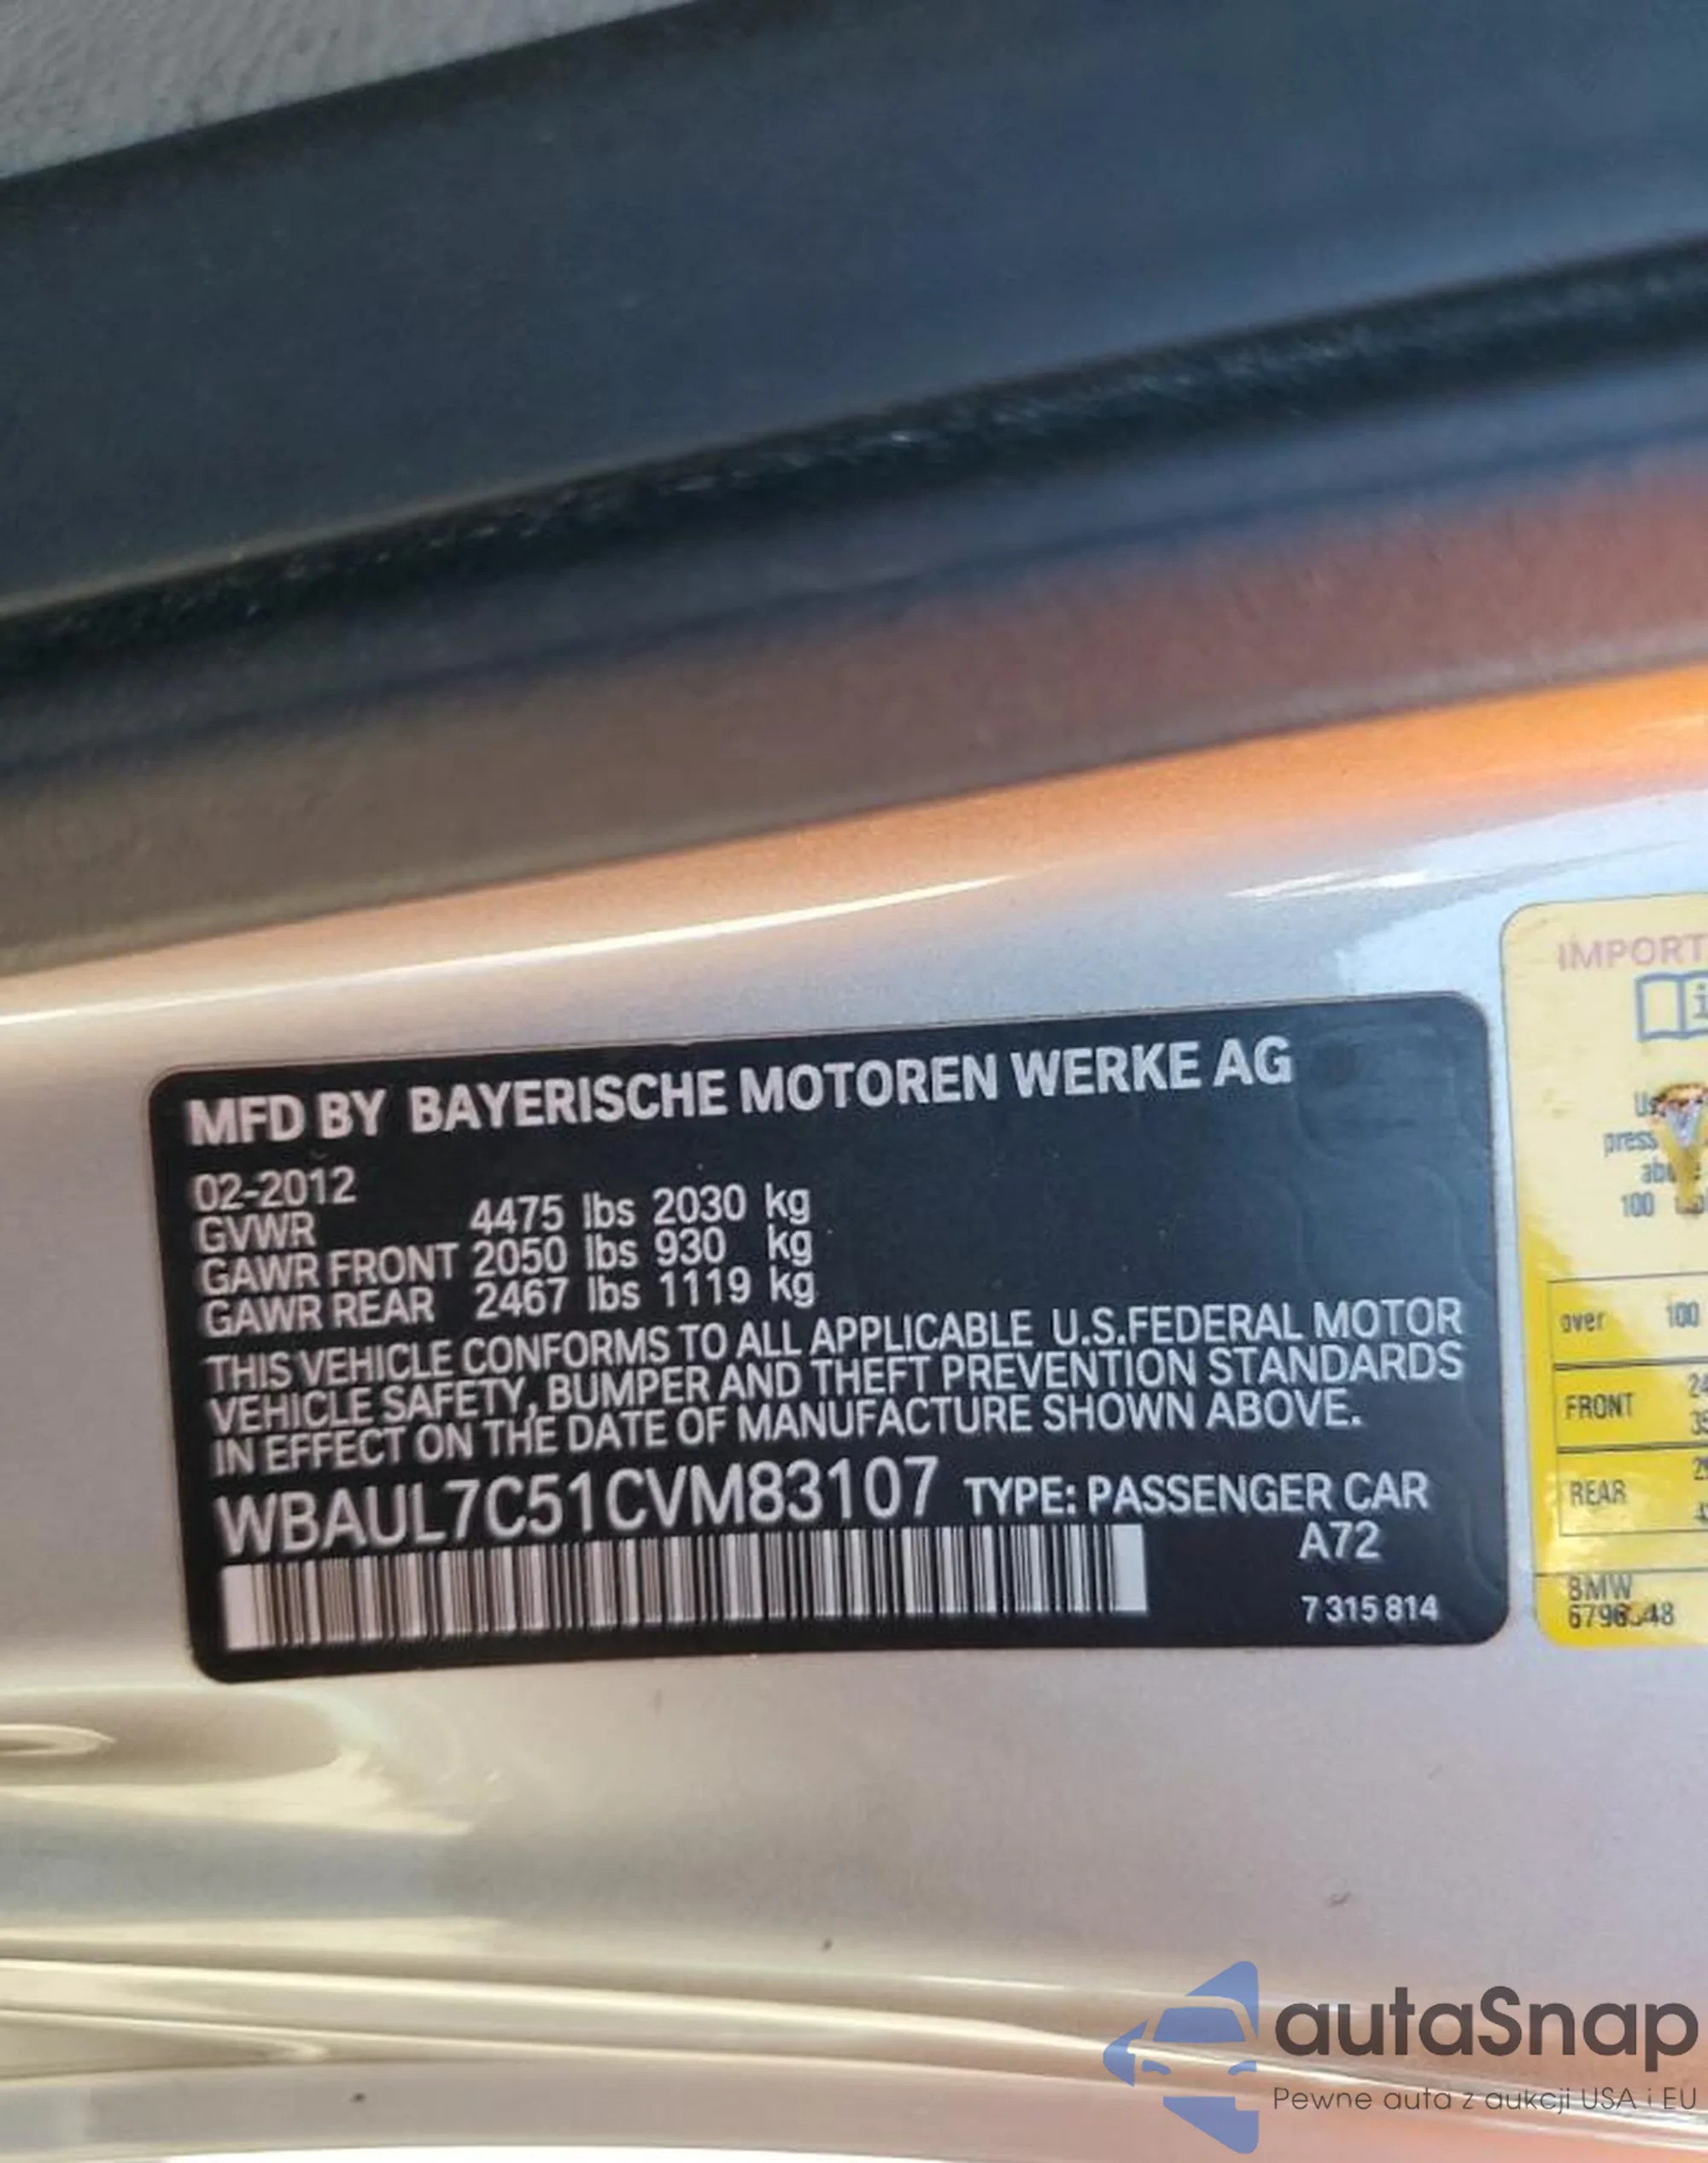 MFD BY BAYERISCHE MOTOREN WERKE AG
02-2012
GVWR 4475 lbs 2030 kg
GAWR FRONT 2050 lbs 930 kg
GAWR REAR 2467 lbs 1119 kg
THIS VEHICLE CONFORMS TO ALL APPLICABLE U.S.FEDERAL MOTOR
VEHICLE SAFETY, BUMPER AND THEFT PREVENTION STANDARDS
IN EFFECT ON THE DATE OF MANUFACTURE SHOWN ABOVE.
WBAUL7C51CVM83107 TYPE: PASSENGER CAR
A72
7 315 814
IMPORT
i
press
100
over 100
FRONT
REAR
BMW
autaSnap
Pewne auta z aukcji USA i EU